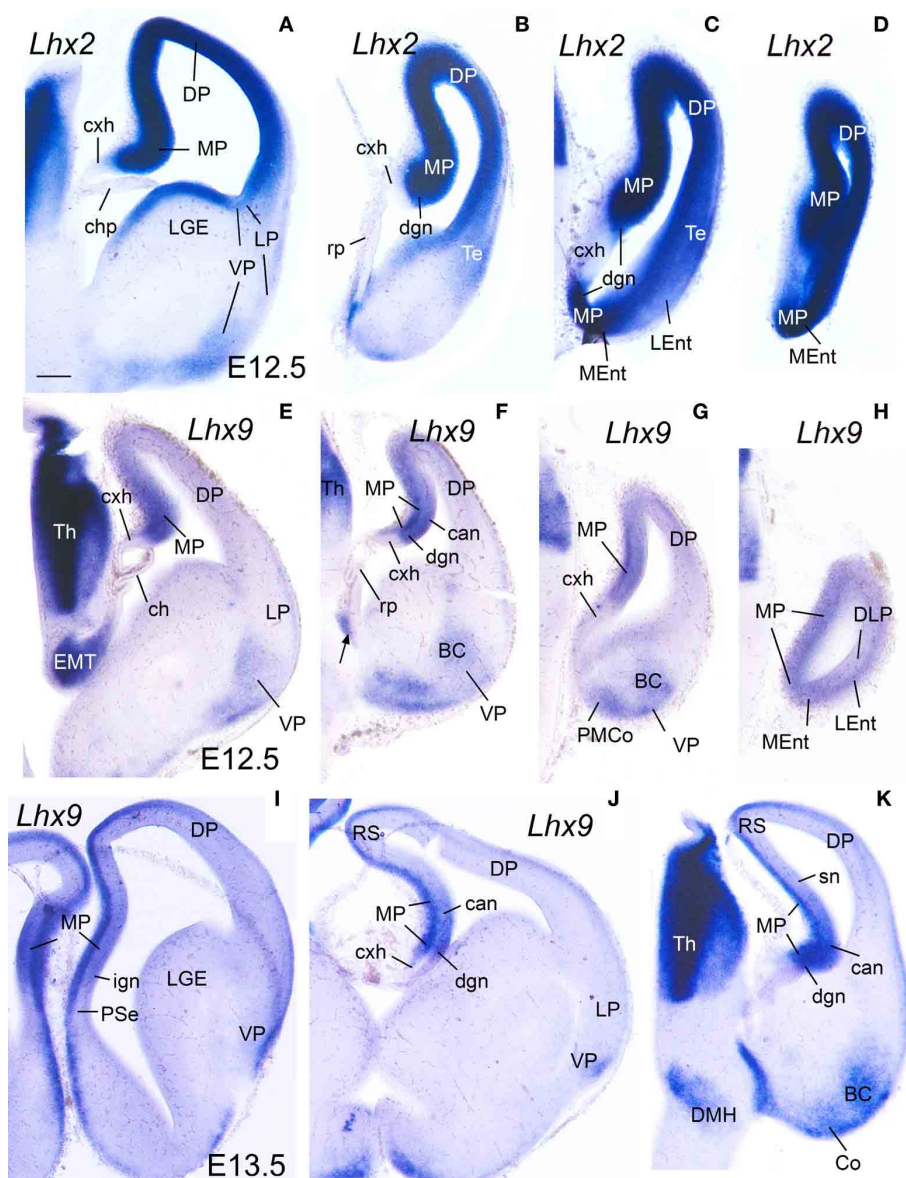 Lhx2
A
DP
cxh
MP
chp
LGE
LP
VP
E12.5
Lhx2
B
DP
cxh
MP
dgn
rp
Te
Lhx2
C
DP
MP
Te
cxh
dgn
MP
LEnt
MEnt
D
Lhx2
DP
MP
MP
MEnt
E
Lhx9
cxh
DP
Th
MP
ch
LP
EMT
VP
E12.5
F
Lhx9
Th
MP
DP
can
dgn
cxh
rp
BC
VP
G
Lhx9
MP
DP
cxh
BC
PMCo
VP
H
Lhx9
MP
DLP
LEnt
MEnt
Lhx9
I
DP
MP
ign
LGE
PSe
VP
E13.5
J
RS
Lhx9
DP
MP
can
cxh
dgn
LP
VP
K
RS
DP
sn
MP
Th
can
dgn
BC
DMH
Co